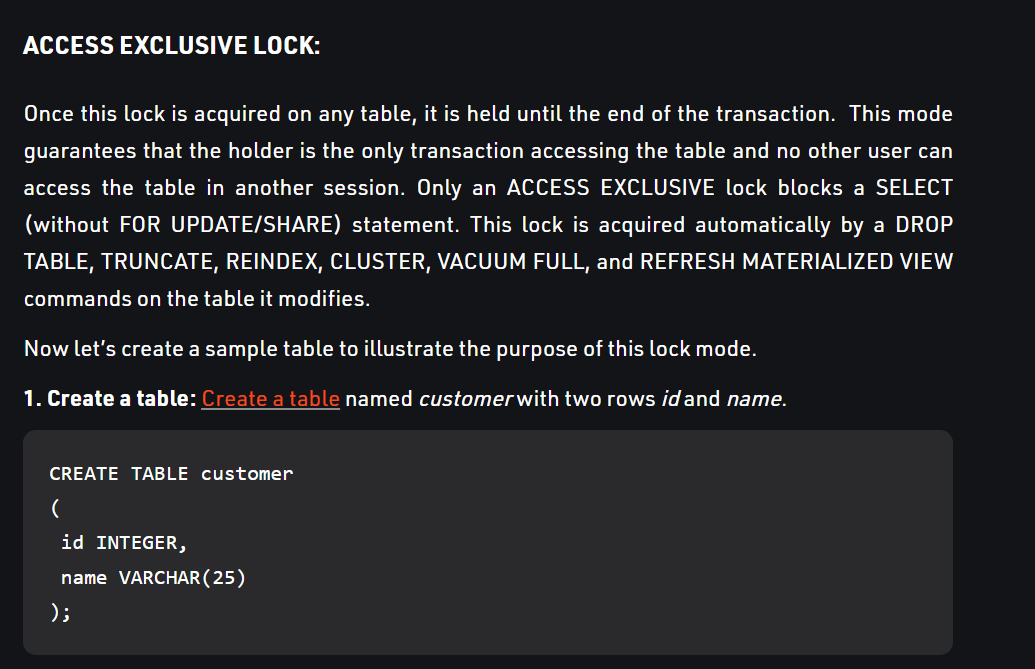 ACCESS EXCLUSIVE LOCK:
Once this lock is acquired on any table, it is held until the end of the transaction.  This mode
guarantees that the holder is the only transaction accessing the table and no other user can
access the table in another session. Only an ACCESS EXCLUSIVE lock blocks a SELECT
(without FOR UPDATE/SHARE) statement. This lock is acquired automatically by a DROP
TABLE, TRUNCATE, REINDEX, CLUSTER, VACUUM FULL, and REFRESH MATERIALIZED VIEW
commands on the table it modifies.
Now let’s create a sample table to illustrate the purpose of this lock mode.
1. Create a table: Create a table named customer with two rows id and name.
CREATE TABLE customer
(
 id INTEGER,
 name VARCHAR(25)
);